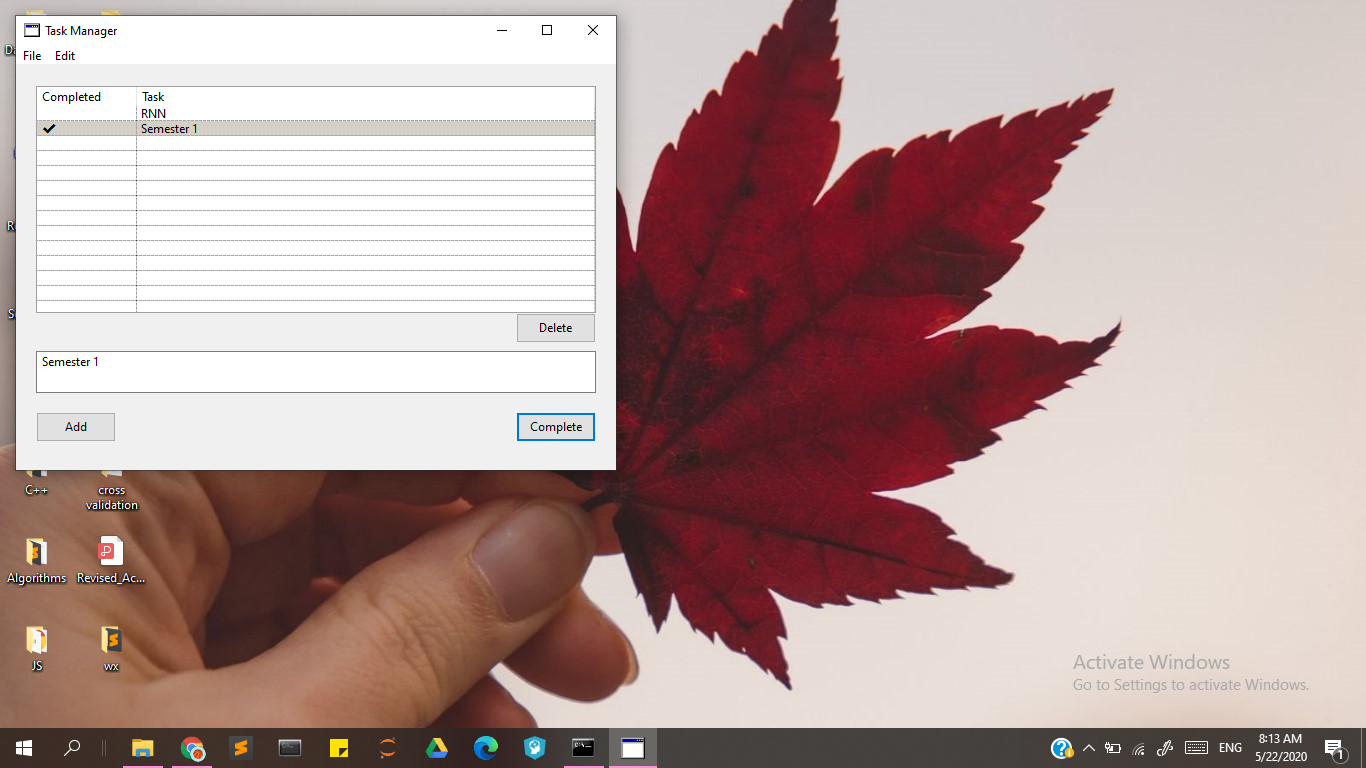 Task Manager
File Edit
Completed Task
RNN
Semester 1
Delete
Semester 1
Add Complete
C++ cross validation
Algorithms Revised_Ac...
JS wx
Activate Windows
Go to Settings to activate Windows.
ENG
8:13 AM
5/22/2020
1